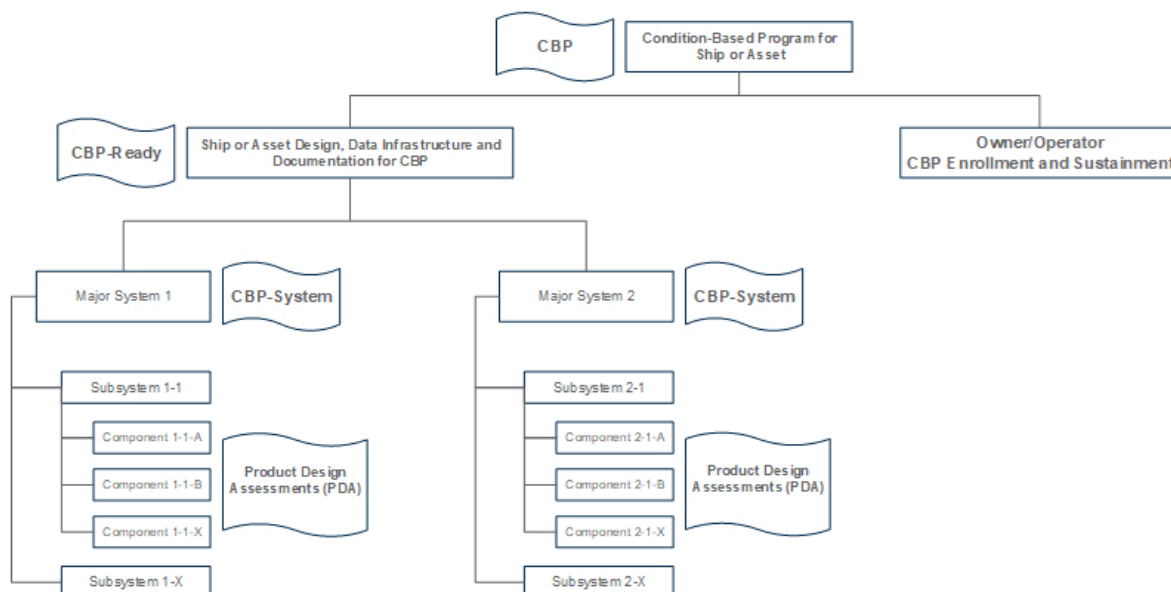 CBP
Condition-Based Program for
Ship or Asset
CBP-Ready
Ship or Asset Design, Data Infrastructure and
Documentation for CBP
Owner/Operator
CBP Enrollment and Sustainment
Major System 1
CBP-System
Major System 2
CBP-System
Subsystem 1-1
Component 1-1-A
Component 1-1-B
Component 1-1-X
Product Design
Assessments (PDA)
Subsystem 1-X
Subsystem 2-1
Component 2-1-A
Component 2-1-B
Component 2-1-X
Product Design
Assessments (PDA)
Subsystem 2-X